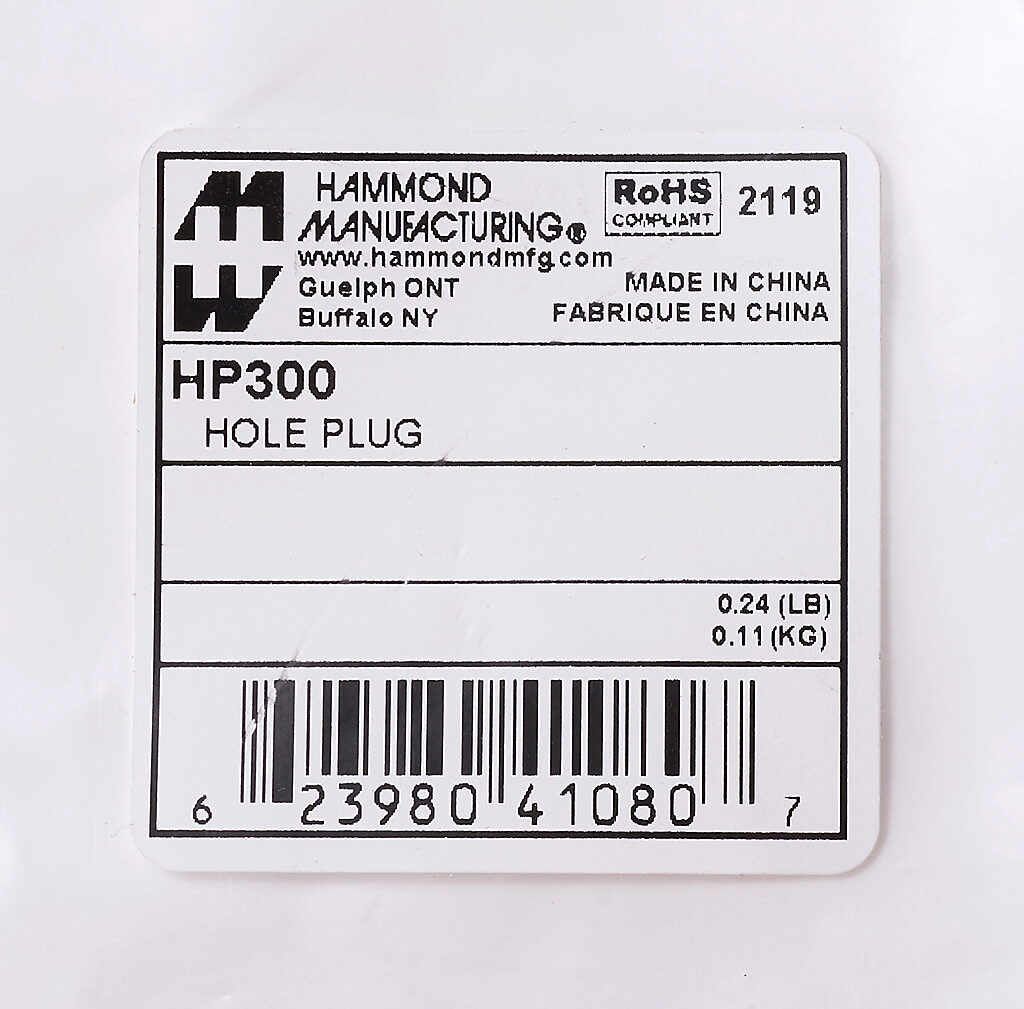 HAMMOND
MANUFACTURING®
www.hammondmfg.com
Guelph ONT
Buffalo NY
RoHS
COMPLIANT
2119
MADE IN CHINA
FABRIQUE EN CHINA
HP300
HOLE PLUG
0.24 (LB)
0.11 (KG)
6 23980 41080 7